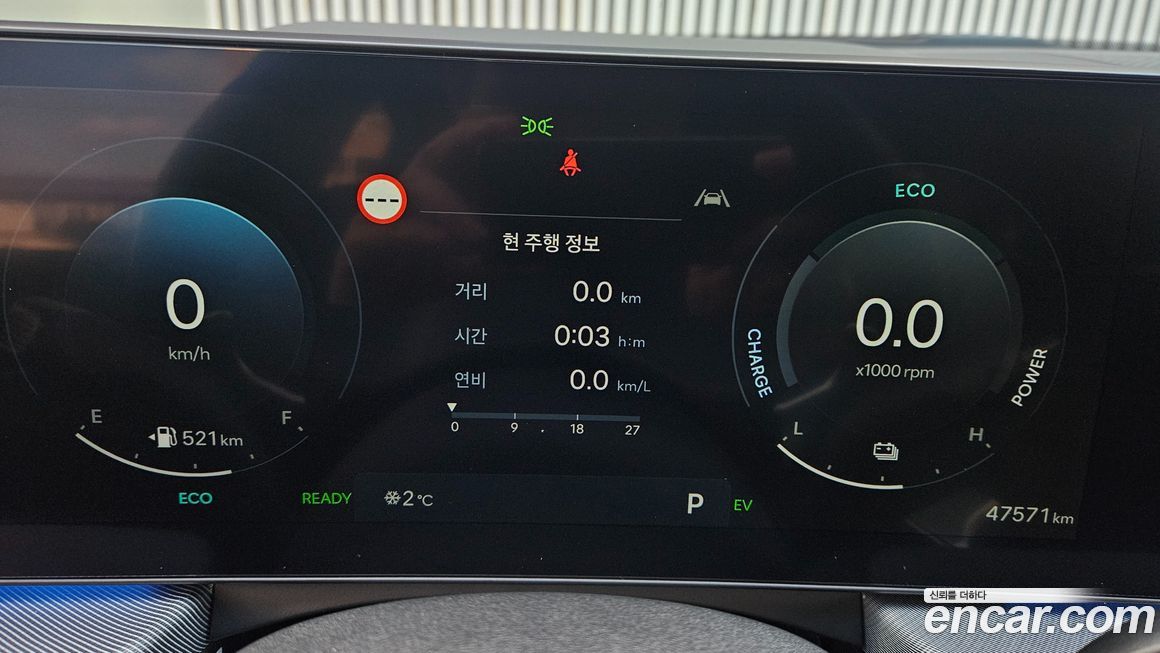 ECO
---
현 주행 정보
거리 0.0 km
시간 0:03 h:m
연비 0.0 km/L
0 9 18 27
0
km/h
E F
521km
ECO READY
0.0
x1000 rpm
CHARGE
POWER
L H
❄2°C
P EV
47571km
신뢰를 더하다
encar.com